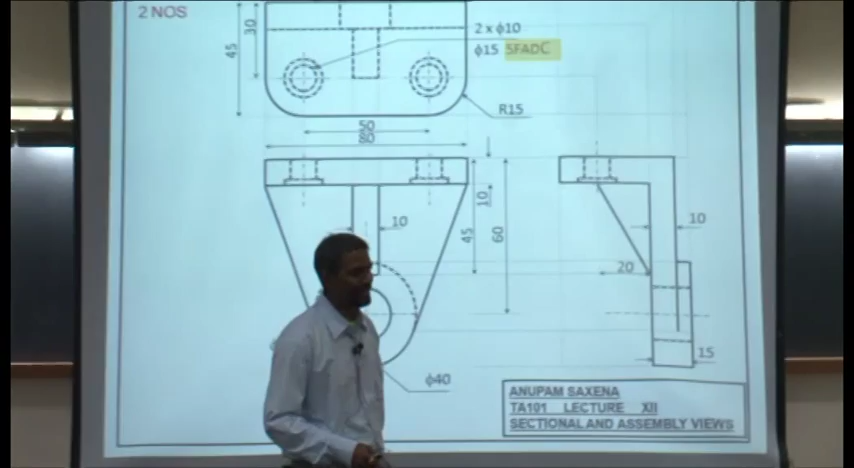 2 NOS
30
45
2 x ϕ10
ϕ15 SFADC
R15
50
80
10
10
45
60
10
20
15
ϕ40
ANUPAM SAXENA
TA101 LECTURE XII
SECTIONAL AND ASSEMBLY VIEWS